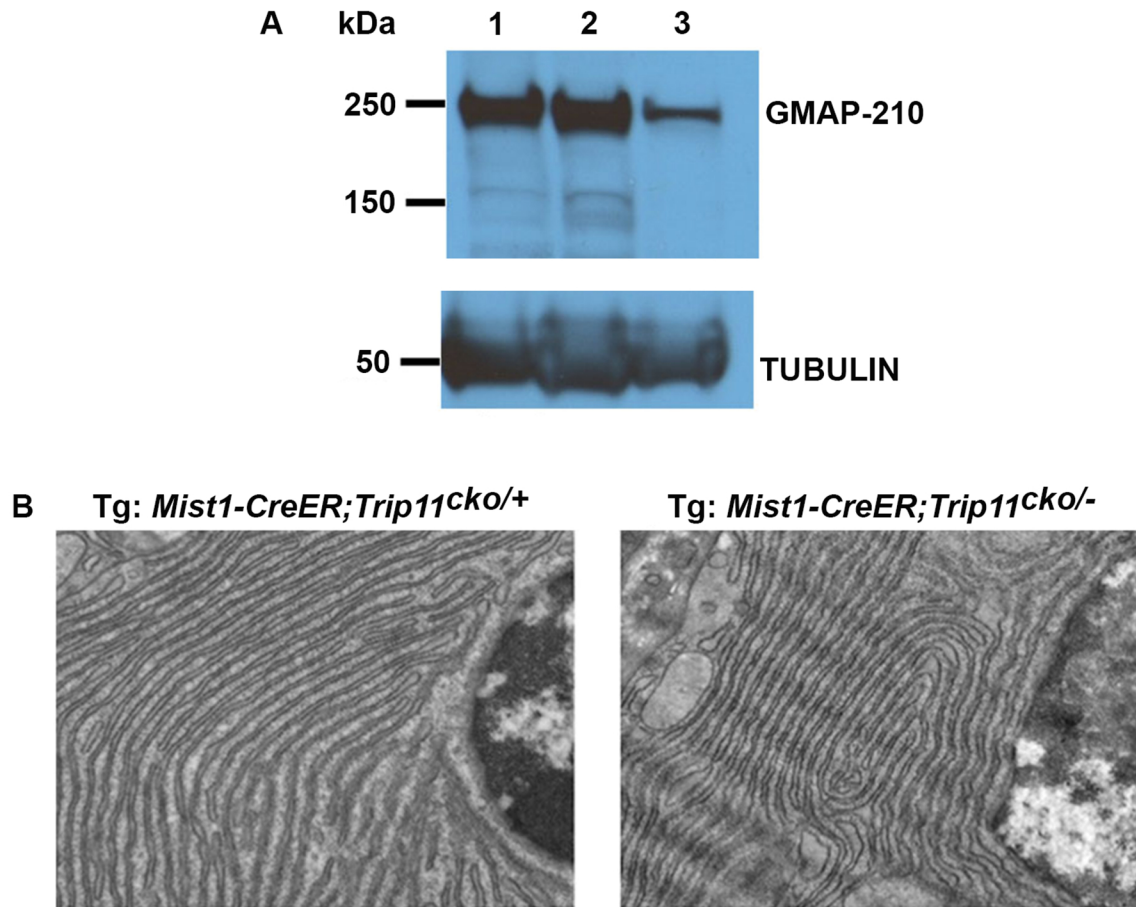 A kDa 1 2 3
250 GMAP-210
150
50 TUBULIN
B Tg: Mist1-CreER;Trip11cko/+ Tg: Mist1-CreER;Trip11cko/-